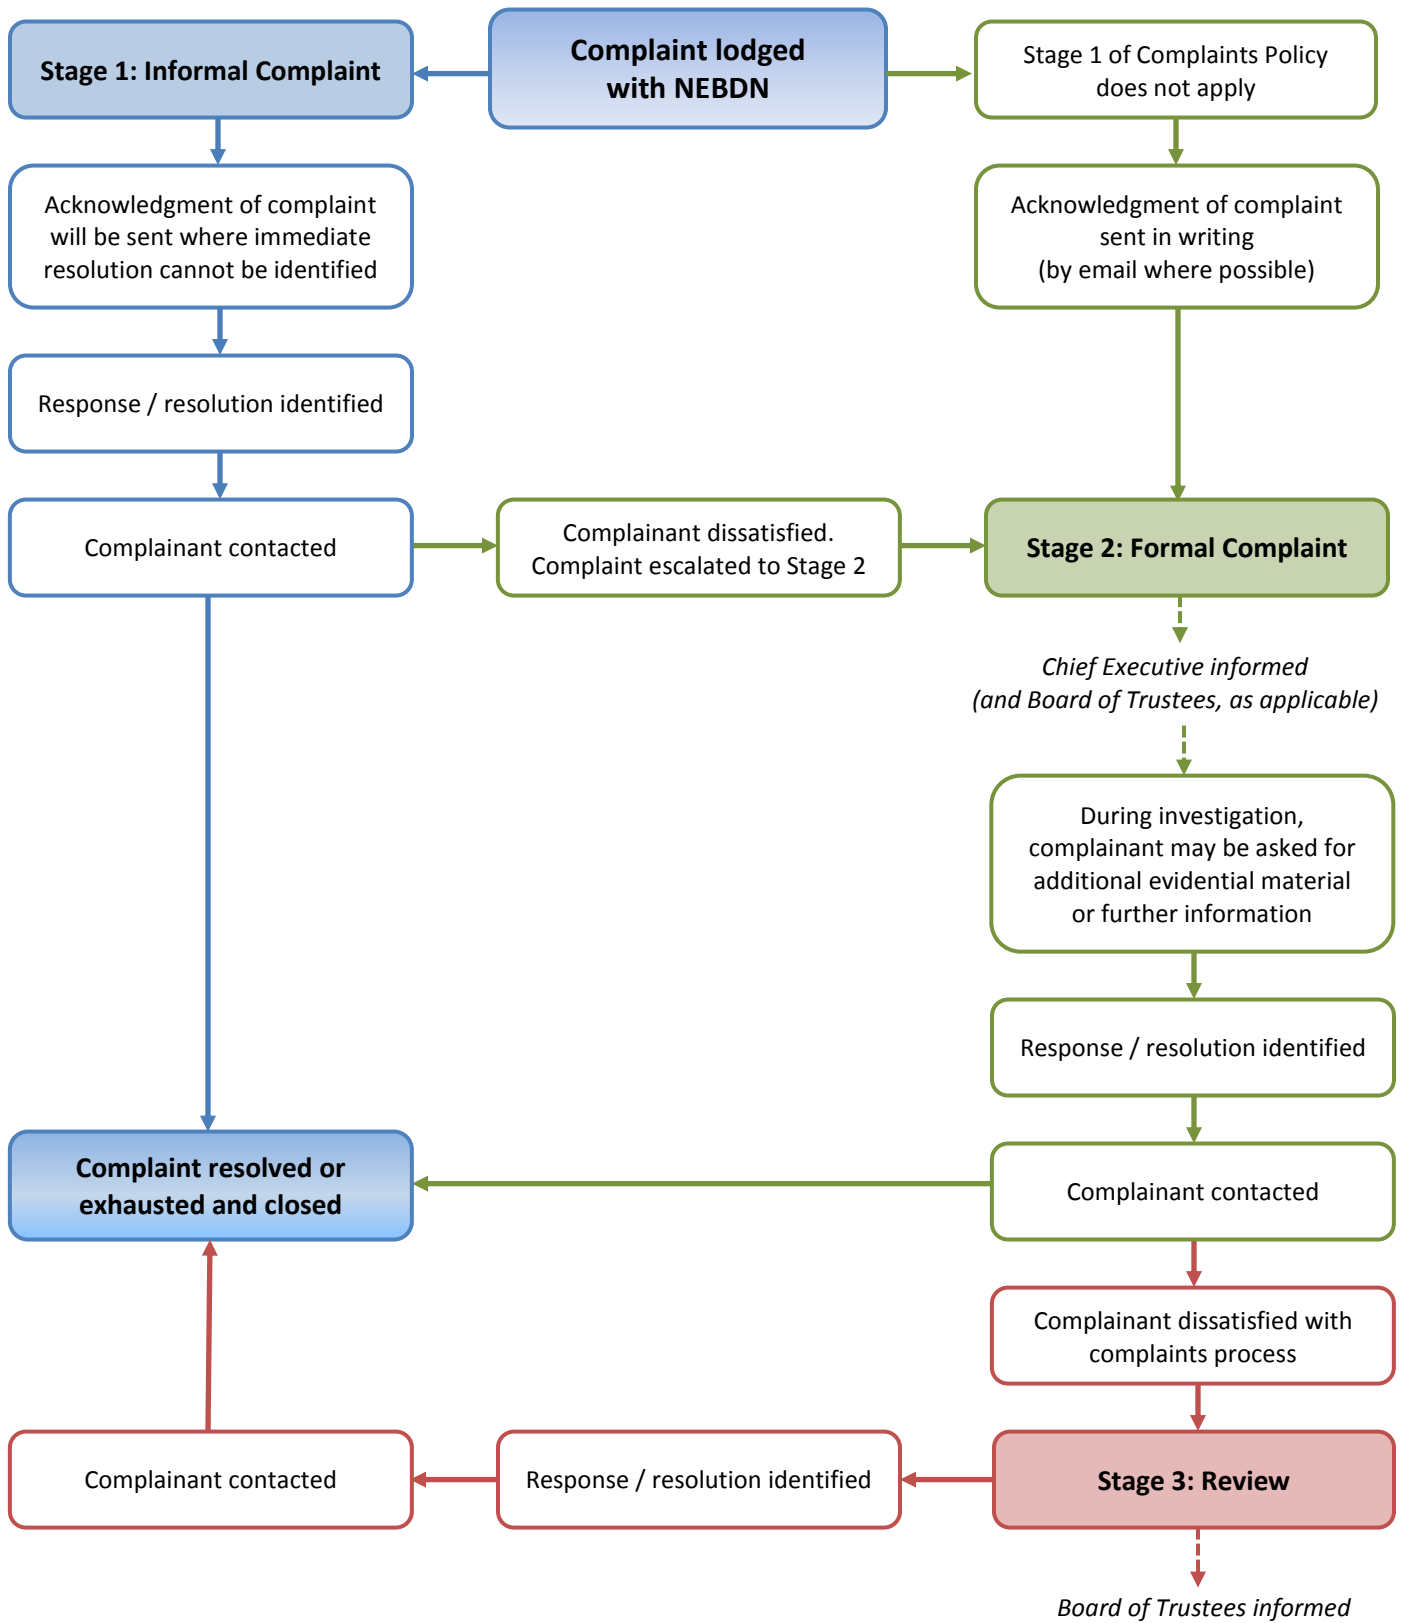 Complaint lodged
with NEBDN
Stage 1: Informal Complaint
Stage 1 of Complaints Policy
does not apply
Acknowledgment of complaint
will be sent where immediate
resolution cannot be identified
Acknowledgment of complaint
sent in writing
(by email where possible)
Response / resolution identified
Complainant contacted
Complainant dissatisfied.
Complaint escalated to Stage 2
Stage 2: Formal Complaint
Chief Executive informed
(and Board of Trustees, as applicable)
During investigation,
complainant may be asked for
additional evidential material
or further information
Response / resolution identified
Complainant contacted
Complaint resolved or
exhausted and closed
Complainant dissatisfied with
complaints process
Stage 3: Review
Response / resolution identified
Complainant contacted
Board of Trustees informed